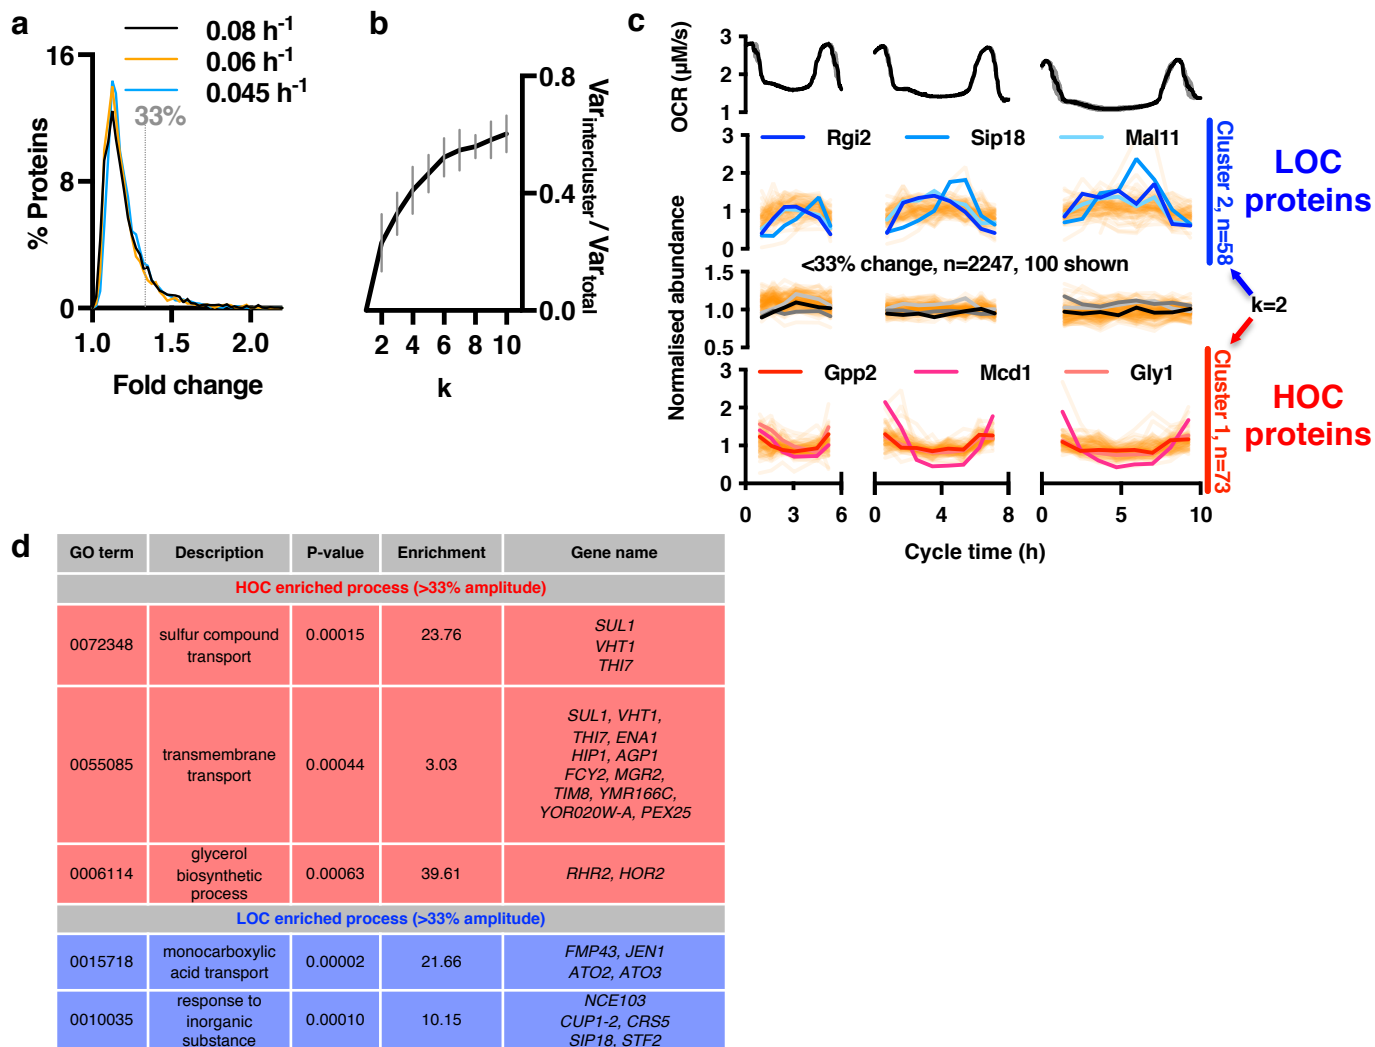 a
0.08 h-1
0.06 h-1
0.045 h-1
33%
16
8
0
% Proteins
1.0
1.5
2.0
Fold change
b
0.8
0.4
0.0
Varintercluster / Vartotal
2
4
6
8
10
k
c
OCR (µM/s)
3
2
1
Rgi2
Sip18
Mal11
3
2
1
0
Cluster 2, n=58
LOC
proteins
<33% change, n=2247, 100 shown
1.5
1.0
0.5
k=2
Normalised abundance
Gpp2
Mcd1
Gly1
3
2
1
0
Cluster 1, n=73
HOC
proteins
0
3
6
0
4
8
0
5
10
Cycle time (h)
d
GO term
Description
P-value
Enrichment
Gene name
HOC enriched process (>33% amplitude)
0072348
sulfur compound
transport
0.00015
23.76
SUL1
VHT1
THI7
0055085
transmembrane
transport
0.00044
3.03
SUL1, VHT1,
THI7, ENA1
HIP1, AGP1
FCY2, MGR2,
TIM8, YMR166C,
YOR020W-A, PEX25
0006114
glycerol
biosynthetic
process
0.00063
39.61
RHR2, HOR2
LOC enriched process (>33% amplitude)
0015718
monocarboxylic
acid transport
0.00002
21.66
FMP43, JEN1
ATO2, ATO3
0010035
response to
inorganic
substance
0.00010
10.15
NCE103
CUP1-2, CRS5
SIP18, STF2